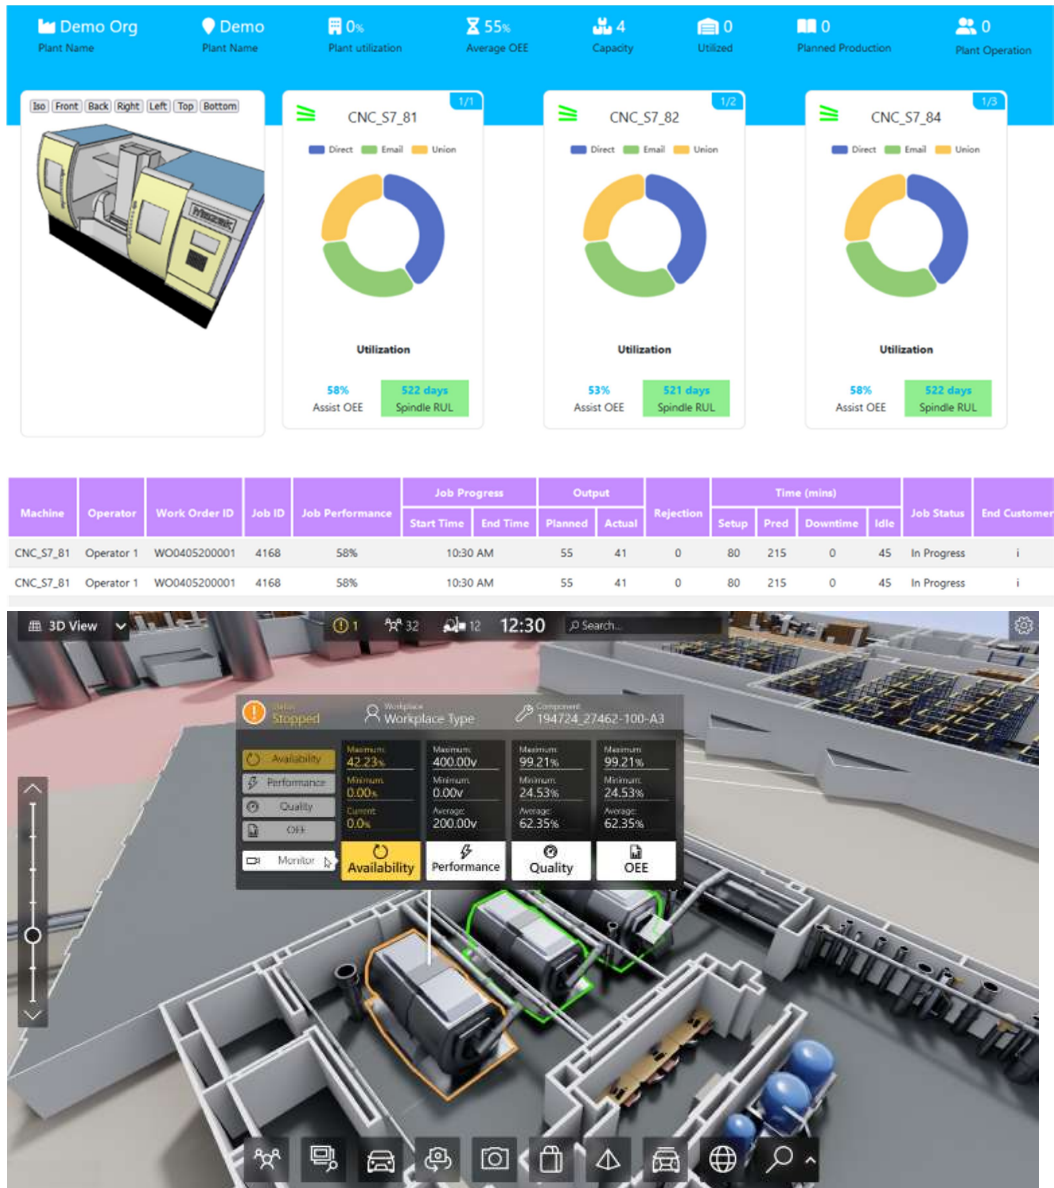 Demo Org
Plant Name
Demo
Plant Name
0%
Plant utilization
55%
Average OEE
4
Capacity
0
Utilized
0
Planned Production
0
Plant Operation
Iso Front Back Right Left Top Bottom
1/1
CNC_S7_81
Direct Email Union
Utilization
58%
Assist OEE
522 days
Spindle RUL
1/2
CNC_S7_82
Direct Email Union
Utilization
53%
Assist OEE
521 days
Spindle RUL
1/3
CNC_S7_84
Direct Email Union
Utilization
58%
Assist OEE
522 days
Spindle RUL
Job Progress Output Time (mins)
Machine Operator Work Order ID Job ID Job Performance Rejection Job Status End Customer
Start Time End Time Planned Actual Setup Pred Downtime Idle
CNC_S7_81 Operator 1 WO0405200001 4168 58% 10:30 AM 55 41 0 80 215 0 45 In Progress i
CNC_S7_81 Operator 1 WO0405200001 4168 58% 10:30 AM 55 41 0 80 215 0 45 In Progress i
3D View 1 32 12 12:30 Search...
Status Workplace Component
Stopped Workplace Type 194724_27462-100-A3
Availability
Performance
Quality
OEE
Monitor
Maximum: Maximum: Maximum: Maximum:
42.23% 400.00v 99.21% 99.21%
Minimum: Minimum: Minimum: Minimum:
0.00% 0.00v 24.53% 24.53%
Current: Average: Average: Average:
0.0% 200.00v 62.35% 62.35%
Availability Performance Quality OEE